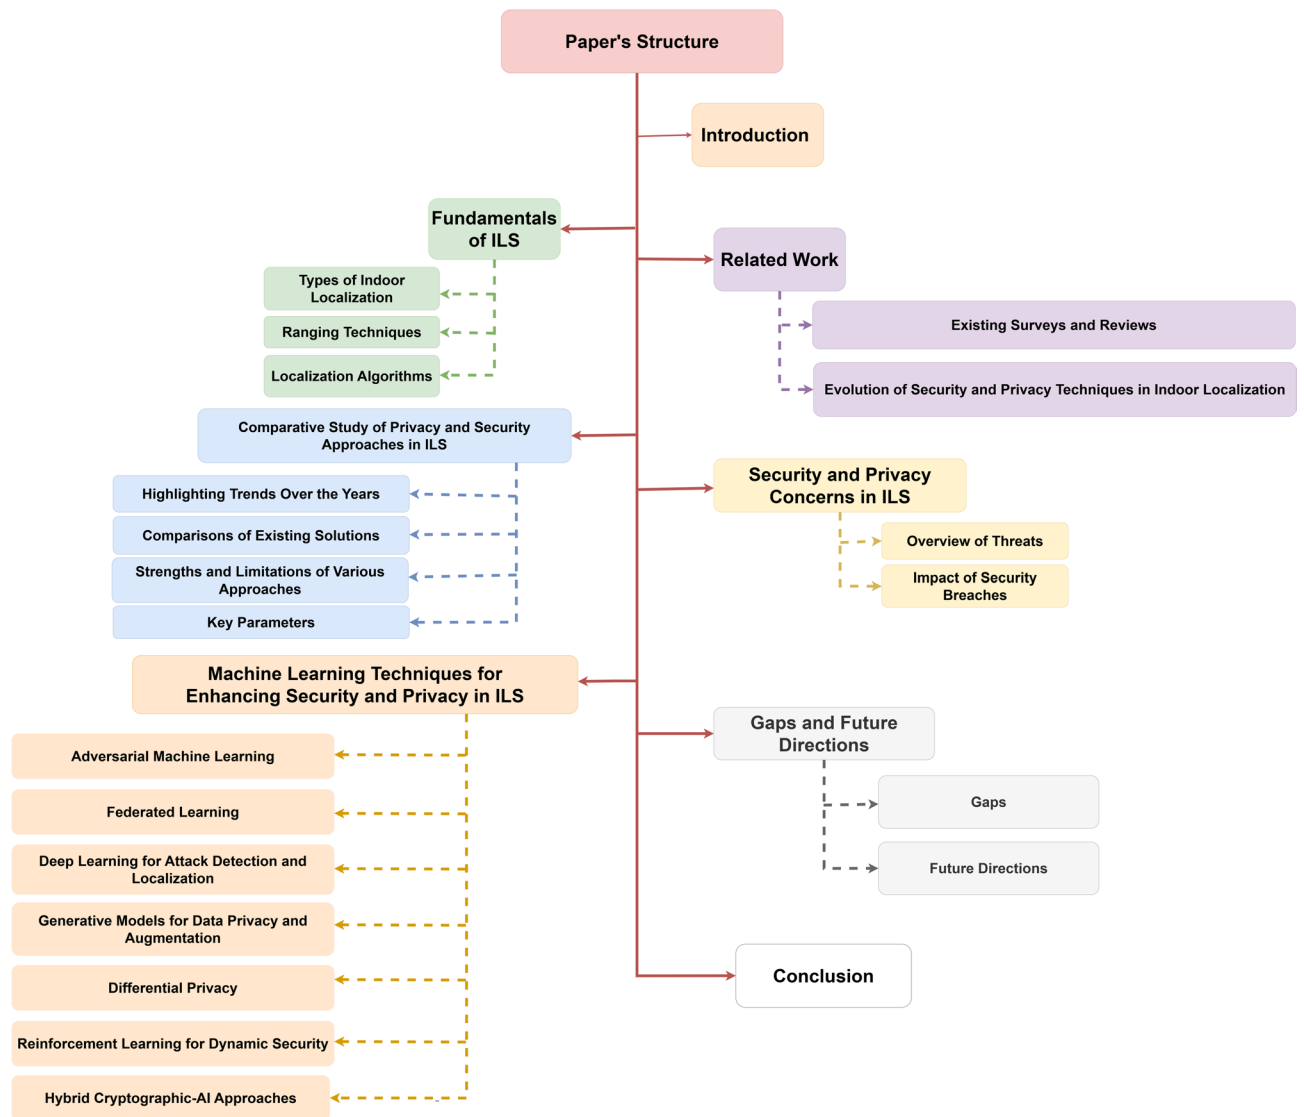 Paper's Structure
Introduction
Fundamentals
of ILS
Types of Indoor
Localization
Ranging Techniques
Localization Algorithms
Related Work
Existing Surveys and Reviews
Evolution of Security and Privacy Techniques in Indoor Localization
Comparative Study of Privacy and Security
Approaches in ILS
Highlighting Trends Over the Years
Comparisons of Existing Solutions
Strengths and Limitations of Various
Approaches
Key Parameters
Security and Privacy
Concerns in ILS
Overview of Threats
Impact of Security
Breaches
Machine Learning Techniques for
Enhancing Security and Privacy in ILS
Adversarial Machine Learning
Federated Learning
Deep Learning for Attack Detection and
Localization
Generative Models for Data Privacy and
Augmentation
Differential Privacy
Reinforcement Learning for Dynamic Security
Hybrid Cryptographic-AI Approaches
Gaps and Future
Directions
Gaps
Future Directions
Conclusion